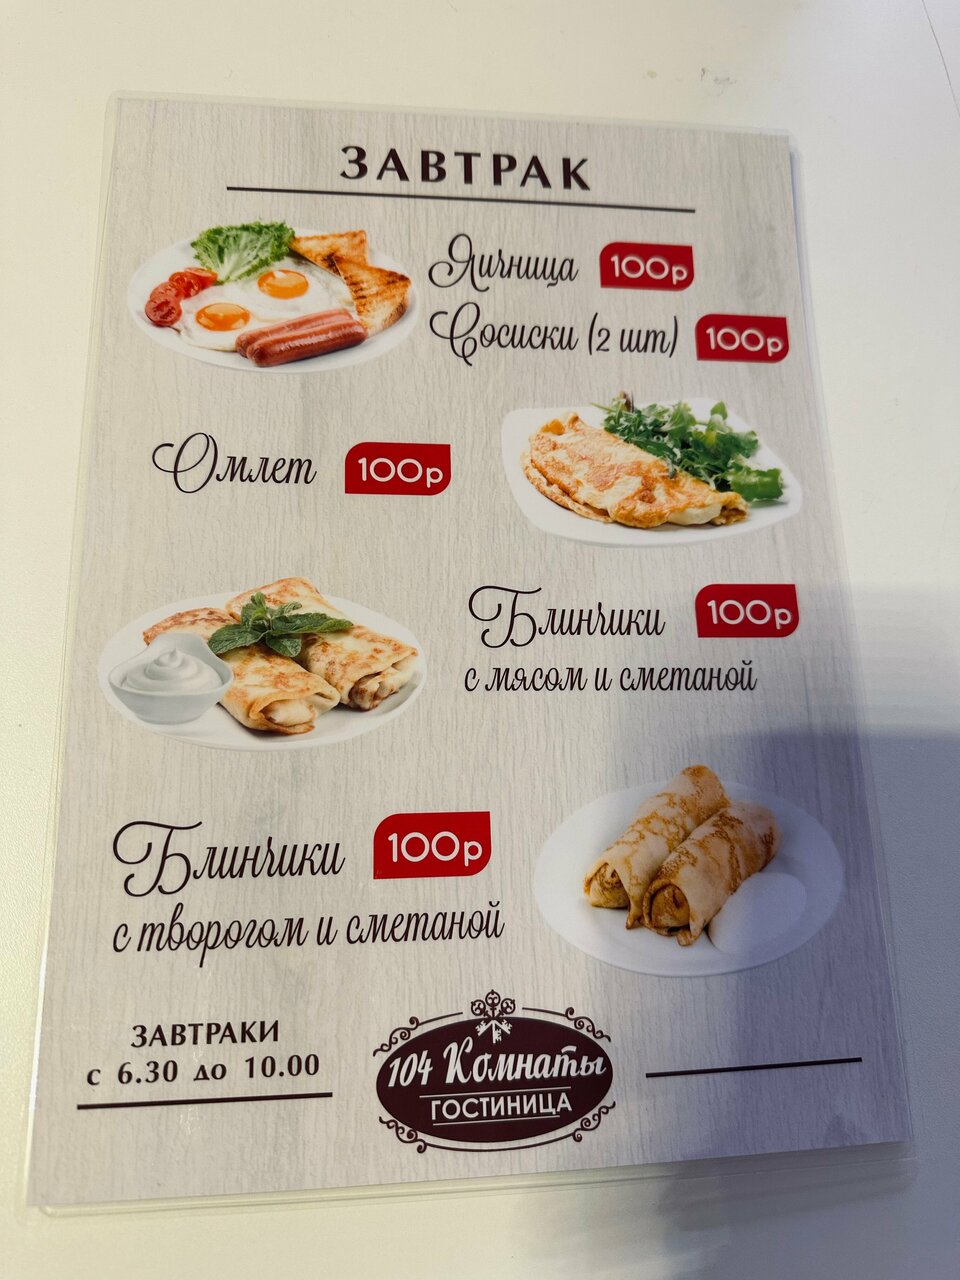 ЗАВТРАК
Яичница 100р
Сосиски (2 шт) 100р
Омлет 100р
Блинчики 100р
с мясом и сметаной
Блинчики 100р
с творогом и сметаной
ЗАВТРАКИ
с 6.30 до 10.00
104 Комнаты
ГОСТИНИЦА